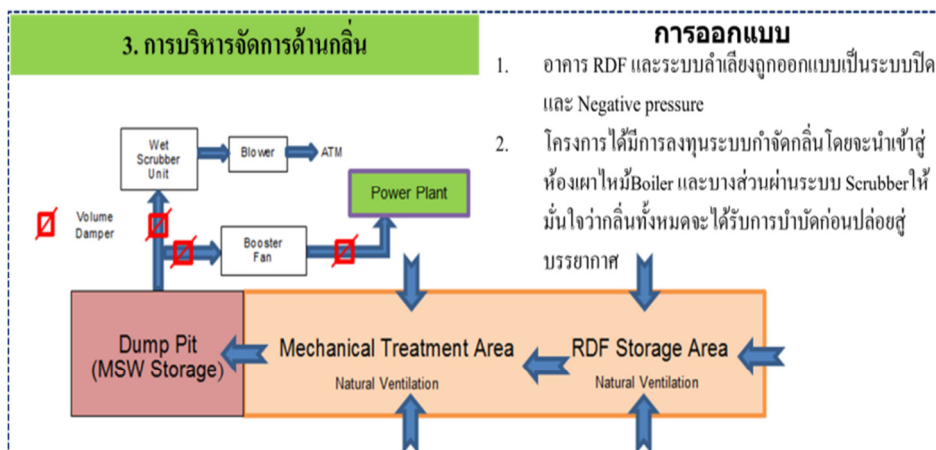 3. การบริหารจัดการด้านกลิ่น
การออกแบบ
1. อาคาร RDF และระบบลำเลียงถูกออกแบบเป็นระบบปิด
และ Negative pressure
2. โครงการได้มีการลงทุนระบบกำจัดกลิ่นโดยจะนำเข้าสู่
ห้องเผาไหม้Boiler และบางส่วนผ่านระบบ Scrubberให้
มั่นใจว่ากลิ่นทั้งหมดจะได้รับการบำบัดก่อนปล่อยสู่
บรรยากาศ
Wet
Scrubber
Unit
Blower
ATM
Power Plant
Volume
Damper
Booster
Fan
Dump Pit
(MSW Storage)
Mechanical Treatment Area
Natural Ventilation
RDF Storage Area
Natural Ventilation